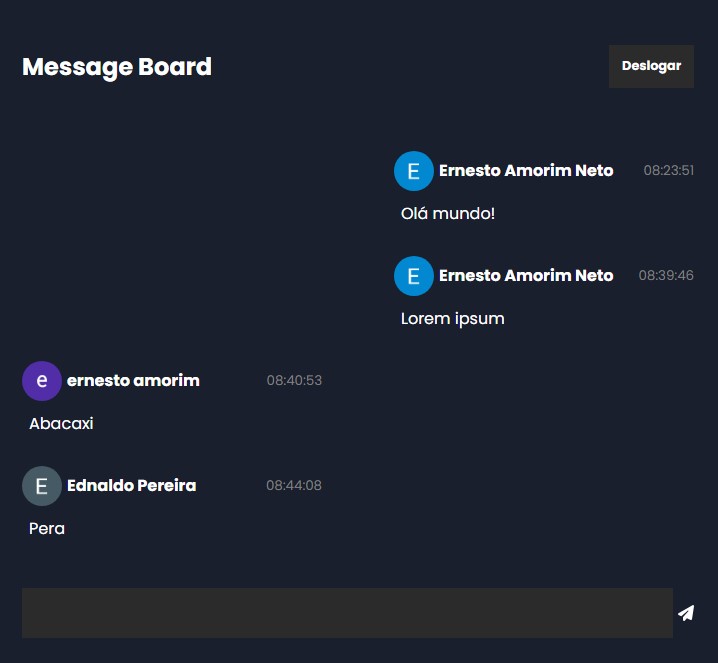 Message Board
Deslogar
E Ernesto Amorim Neto 08:23:51
Olá mundo!
E Ernesto Amorim Neto 08:39:46
Lorem ipsum
e ernesto amorim 08:40:53
Abacaxi
E Ednaldo Pereira 08:44:08
Pera